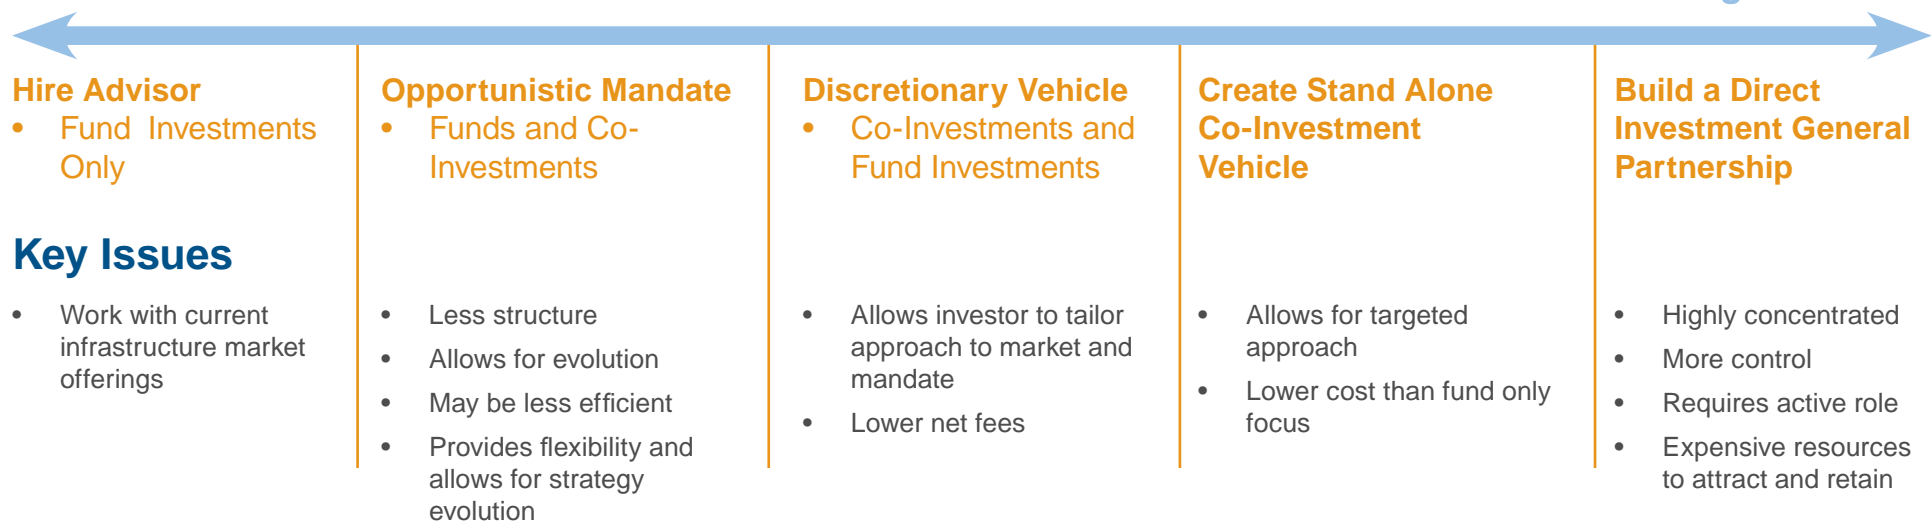 Hire Advisor
• Fund Investments
Only
Opportunistic Mandate
• Funds and Co-
Investments
Discretionary Vehicle
• Co-Investments and
Fund Investments
Create Stand Alone
Co-Investment
Vehicle
Build a Direct
Investment General
Partnership
Key Issues
• Work with current
infrastructure market
offerings
• Less structure
• Allows for evolution
• May be less efficient
• Provides flexibility and
allows for strategy
evolution
• Allows investor to tailor
approach to market and
mandate
• Lower net fees
• Allows for targeted
approach
• Lower cost than fund only
focus
• Highly concentrated
• More control
• Requires active role
• Expensive resources
to attract and retain